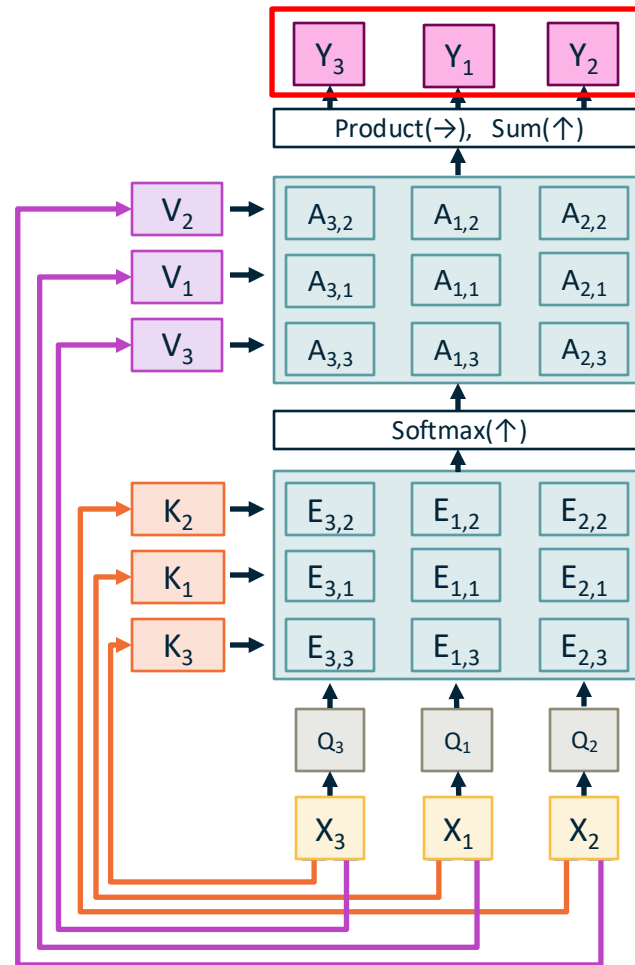 Y₃ Y₁ Y₂
Product(→), Sum(↑)
V₂ A₃,₂ A₁,₂ A₂,₂
V₁ A₃,₁ A₁,₁ A₂,₁
V₃ A₃,₃ A₁,₃ A₂,₃
Softmax(↑)
K₂ E₃,₂ E₁,₂ E₂,₂
K₁ E₃,₁ E₁,₁ E₂,₁
K₃ E₃,₃ E₁,₃ E₂,₃
Q₃ Q₁ Q₂
X₃ X₁ X₂